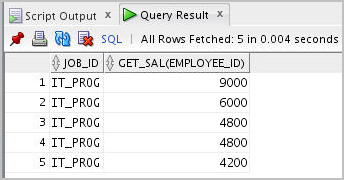 Script Output × Query Result ×
SQL | All Rows Fetched: 5 in 0.004 seconds
JOB_ID GET_SAL(EMPLOYEE_ID)
1 IT_PROG 9000
2 IT_PROG 6000
3 IT_PROG 4800
4 IT_PROG 4800
5 IT_PROG 4200